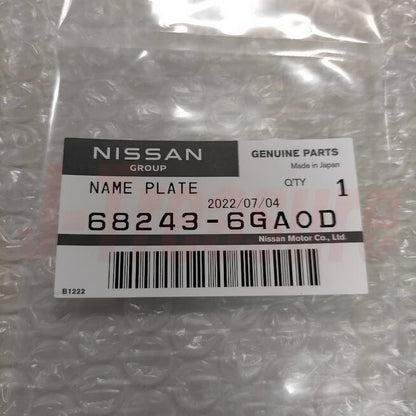 NISSAN
GROUP
GENUINE PARTS
Made in Japan
NAME PLATE
Q'TY 1
2022/07/04
68243-6GA0D
Nissan Motor Co., Ltd.
B1222